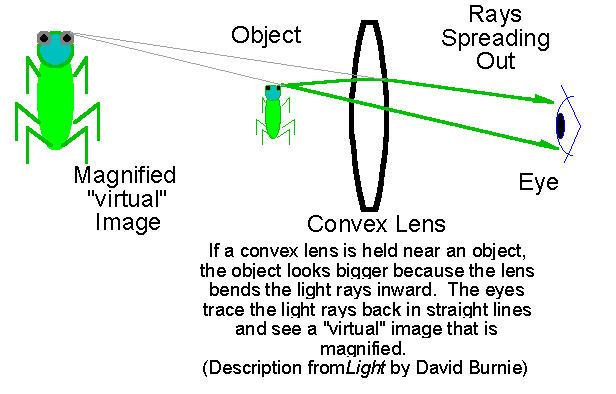 Rays
Spreading
Out
Object
Magnified
"virtual"
Image
Eye
Convex Lens
If a convex lens is held near an object,
the object looks bigger because the lens
bends the light rays inward. The eyes
trace the light rays back in straight lines
and see a "virtual" image that is
magnified.
(Description fromLight by David Burnie)